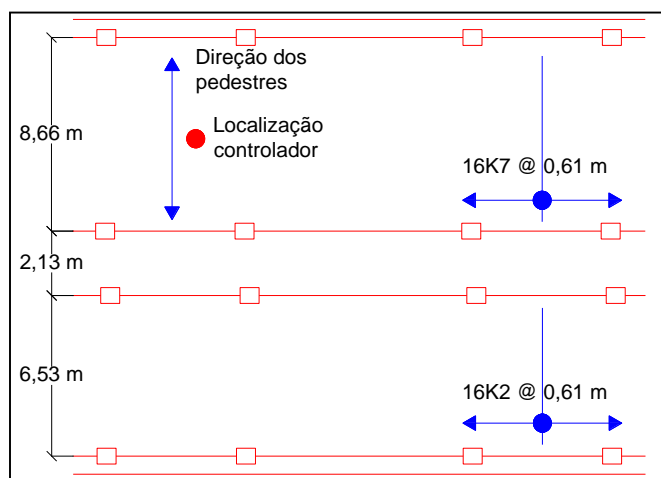 Direção dos
pedestres
8,66 m
Localização
controlador
16K7 @ 0,61 m
2,13 m
6,53 m
16K2 @ 0,61 m